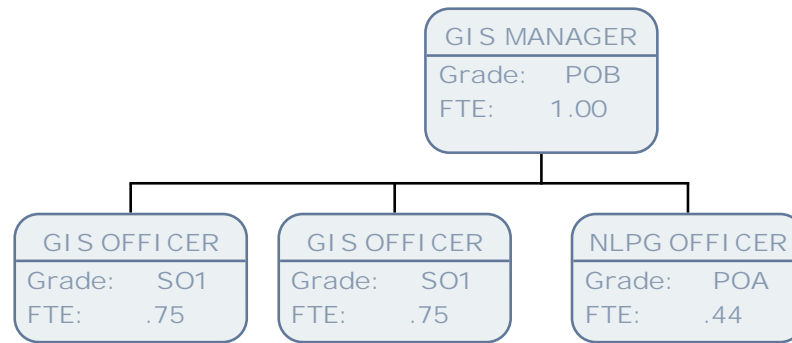 GIS MANAGER
Grade: POB
FTE: 1.00
GIS OFFICER
Grade: SO1
FTE: .75
GIS OFFICER
Grade: SO1
FTE: .75
NLPG OFFICER
Grade: POA
FTE: .44